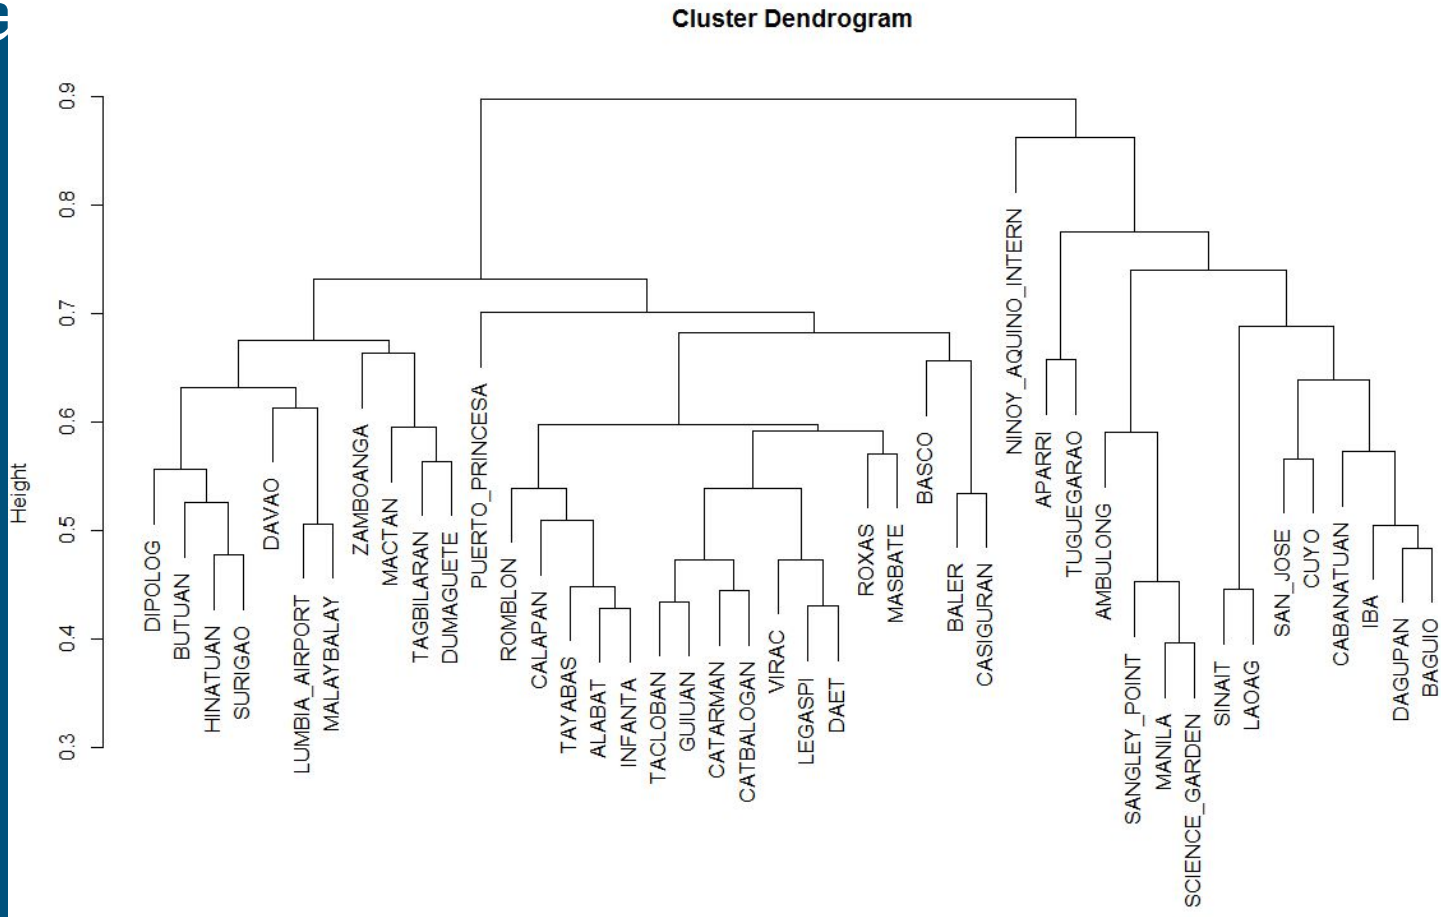 e
Cluster Dendrogram
Height
0.9
0.8
0.7
0.6
0.5
0.4
0.3
DIPOLOG
BUTUAN
HINATUAN
SURIGAO
DAVAO
LUMBIA_AIRPORT
MALAYBALAY
ZAMBOANGA
MACTAN
TAGBILARAN
DUMAGUETE
PUERTO_PRINCESA
ROMBLON
CALAPAN
TAYABAS
ALABAT
INFANTA
TACLOBAN
GUIUAN
CATARMAN
CATBALOGAN
VIRAC
LEGASPI
DAET
ROXAS
MASBATE
BASCO
BALER
CASIGURAN
NINOY_AQUINO_INTERN
APARRI
TUGUEGARAO
AMBULONG
SANGLEY_POINT
MANILA
SCIENCE_GARDEN
SINAIT
LAOAG
SAN_JOSE
CUYO
CABANATUAN
IBA
DAGUPAN
BAGUIO